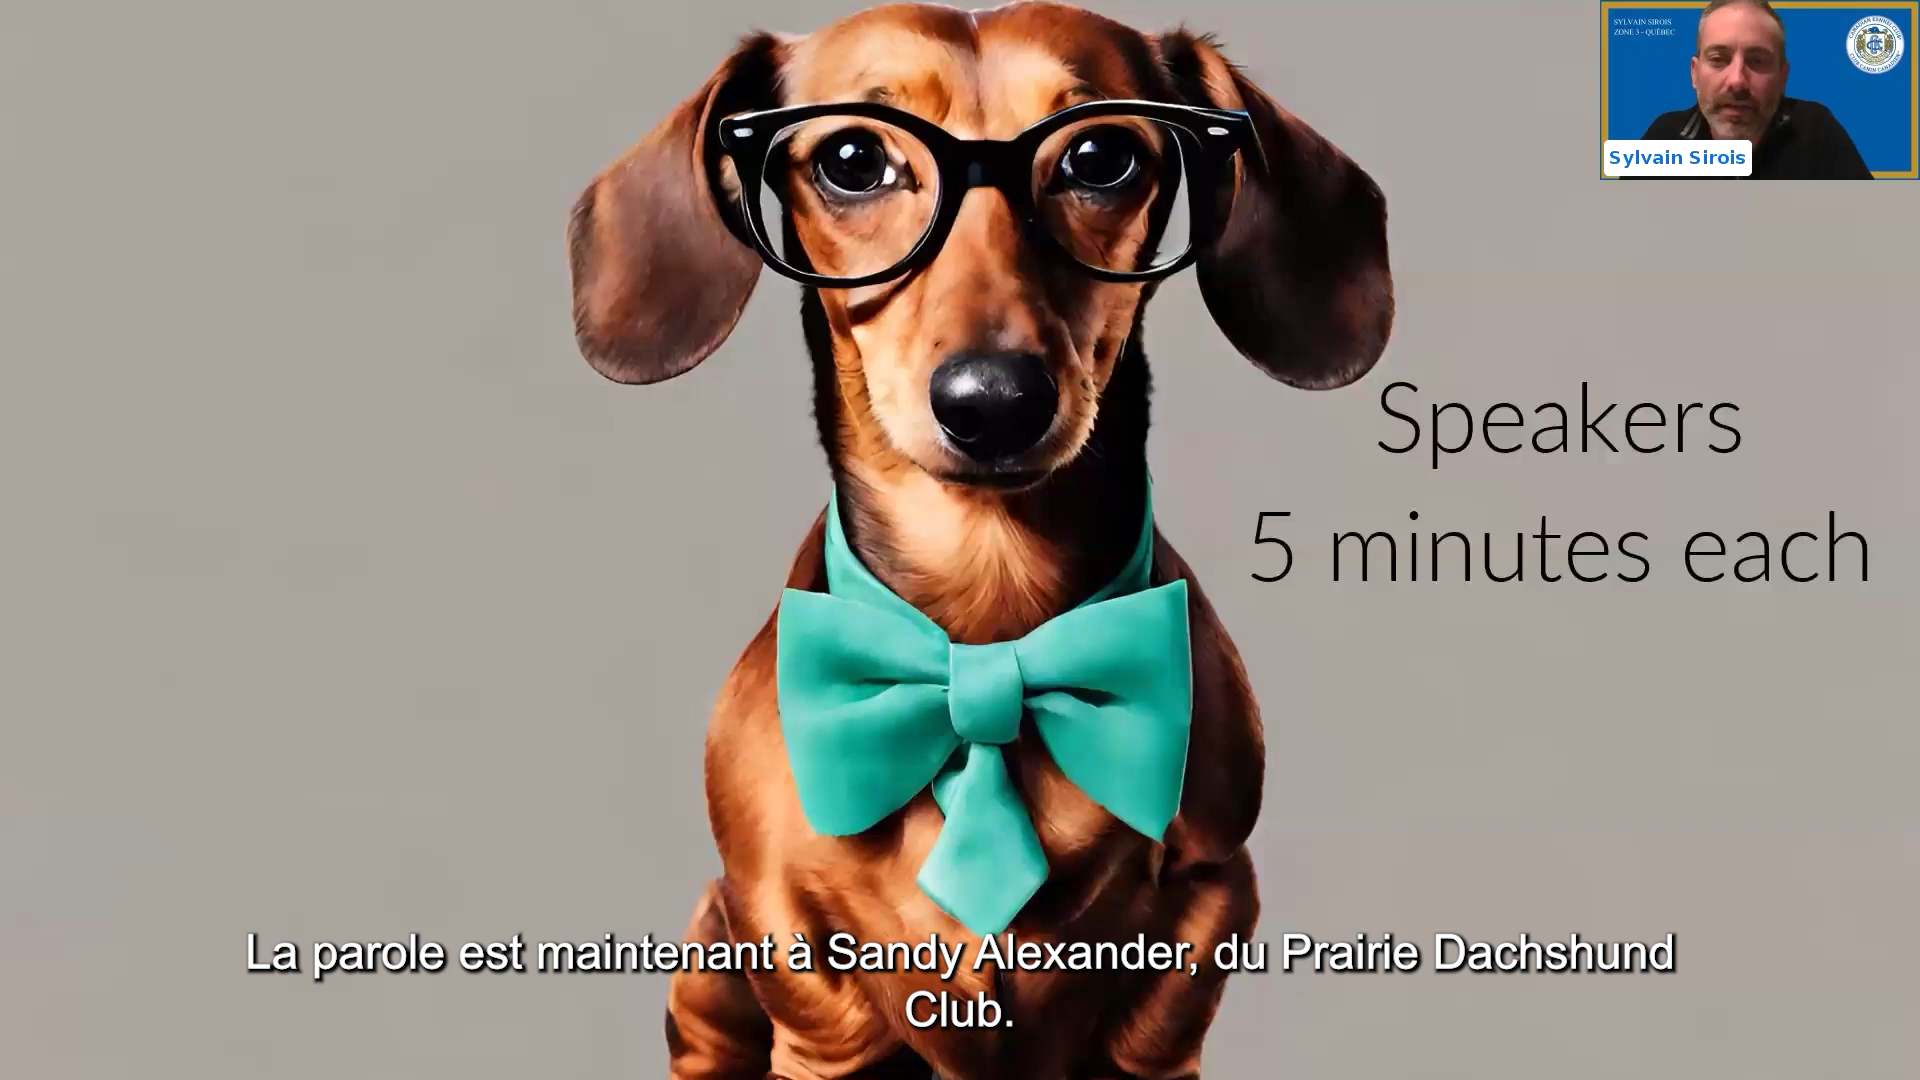 SYLVAIN SIROIS
ZONE 3 - QUÉBEC
Sylvain Sirois
Speakers
5 minutes each
La parole est maintenant à Sandy Alexander, du Prairie Dachshund
Club.